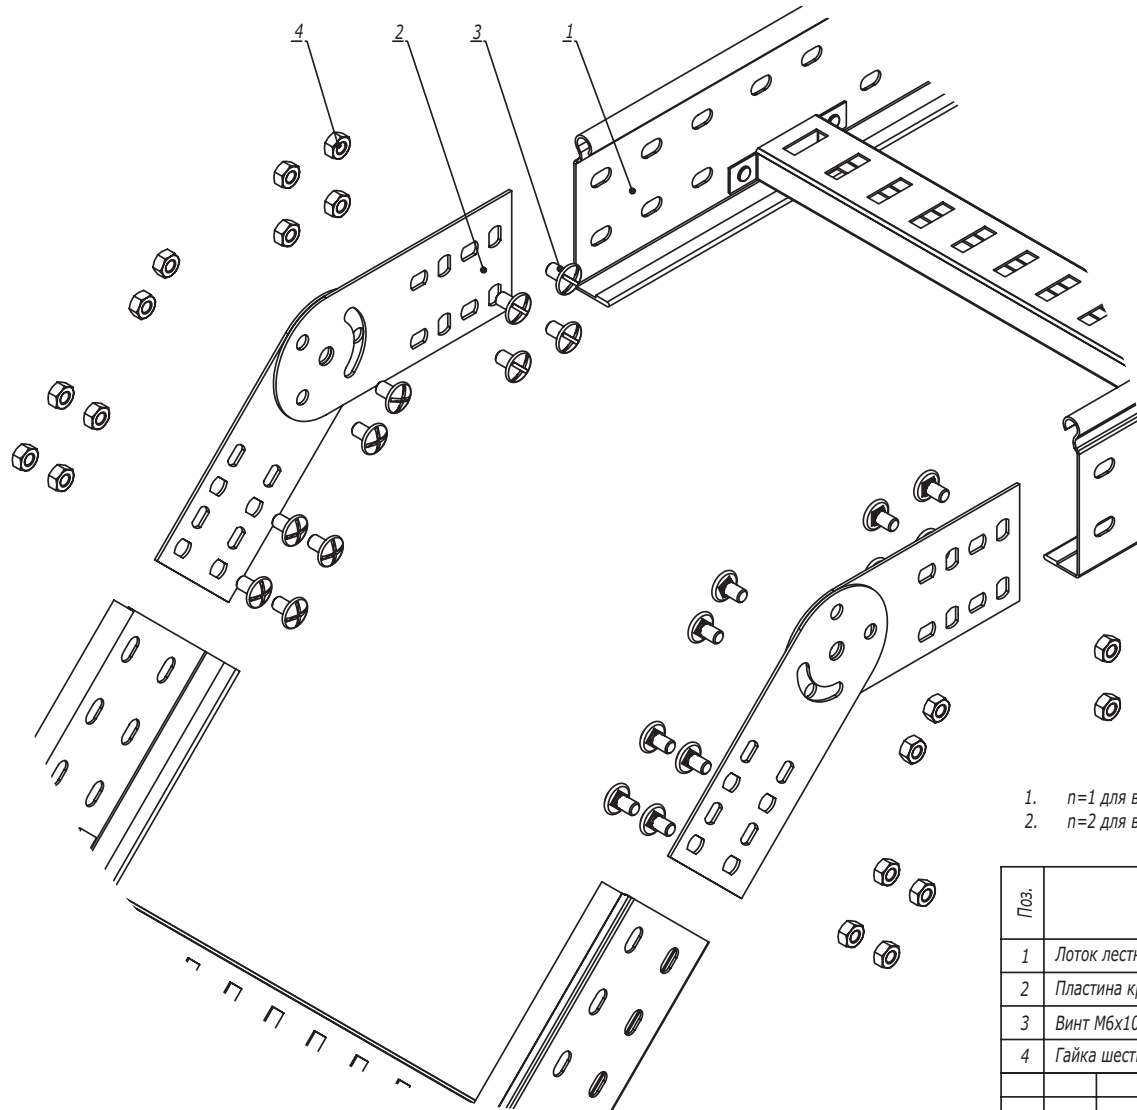 4 2 3 1
1. n=1 для в
2. n=2 для в
Поз.
1 Лоток лестн
2 Пластина кр
3 Винт М6х10
4 Гайка шест